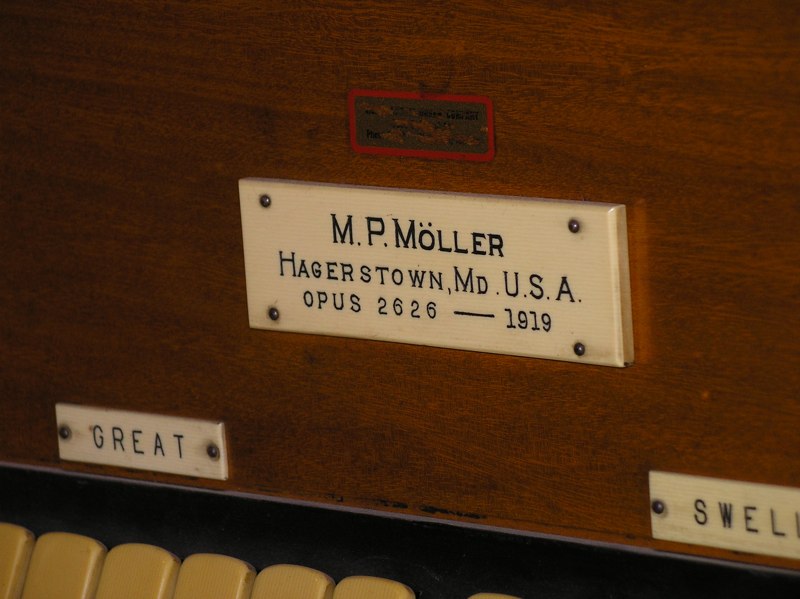 M.P. MÖLLER
HAGERSTOWN, MD. U.S.A.
OPUS 2626 — 1919
GREAT
SWELL